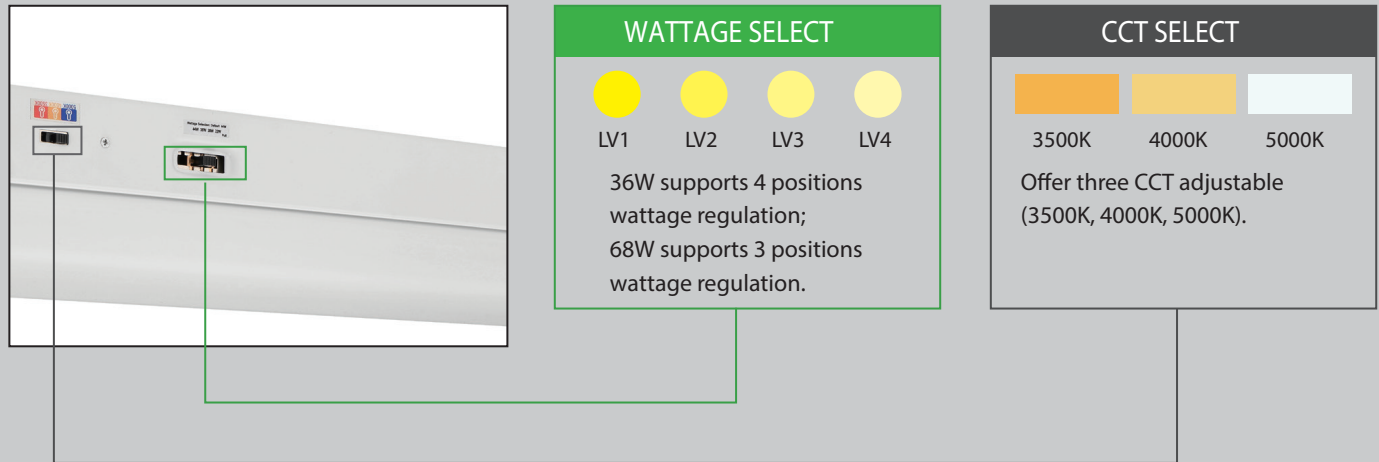 WATTAGE SELECT
LV1 LV2 LV3 LV4
36W supports 4 positions
wattage regulation;
68W supports 3 positions
wattage regulation.
CCT SELECT
3500K 4000K 5000K
Offer three CCT adjustable
(3500K, 4000K, 5000K).